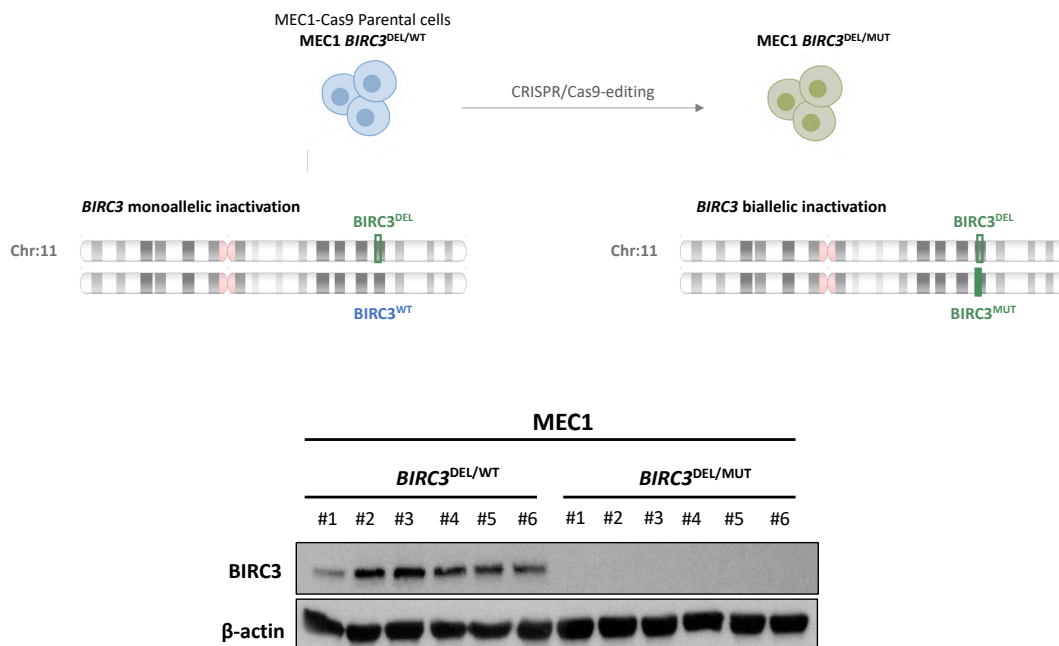 MEC1-Cas9 Parental cells
MEC1 BIRC3DEL/WT
MEC1 BIRC3DEL/MUT
CRISPR/Cas9-editing
BIRC3 monoallelic inactivation
BIRC3 biallelic inactivation
BIRC3DEL
BIRC3DEL
Chr:11
Chr:11
BIRC3WT
BIRC3MUT
MEC1
BIRC3DEL/WT
BIRC3DEL/MUT
#1 #2 #3 #4 #5 #6 #1 #2 #3 #4 #5 #6
BIRC3
β-actin